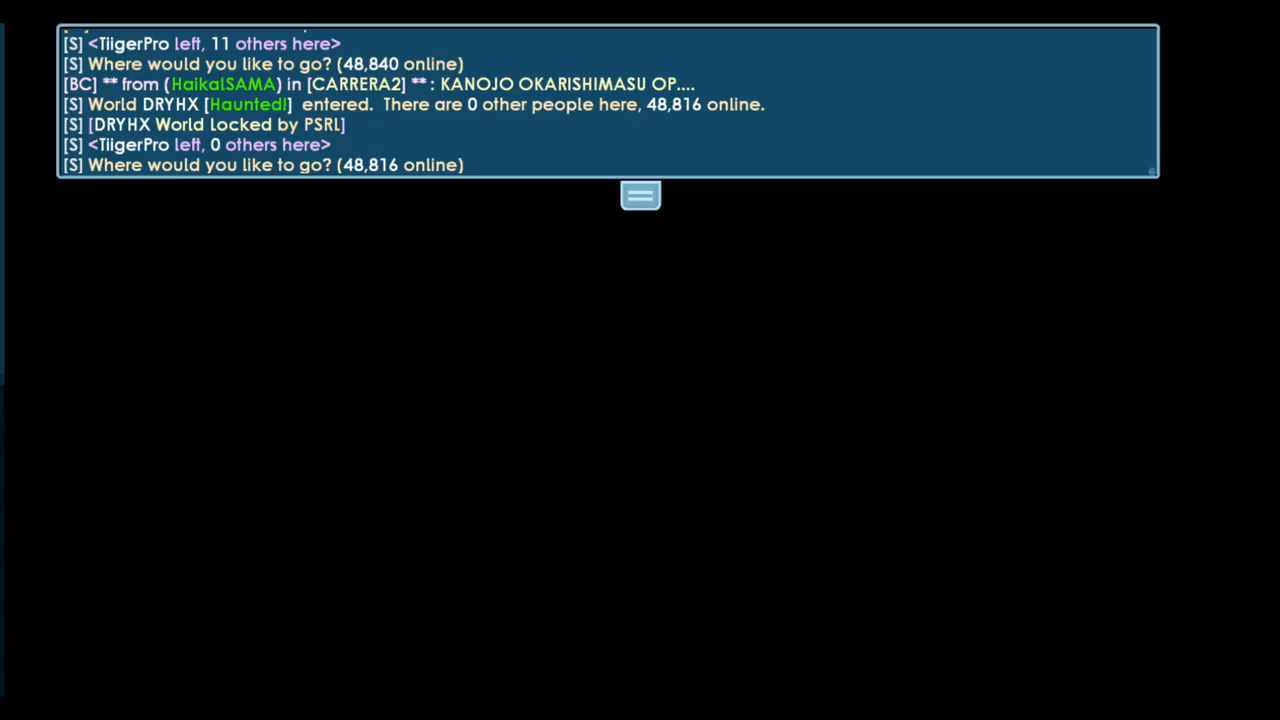 [S] <TiigerPro left, 11 others here>
[S] Where would you like to go? (48,840 online)
[BC] ** from (HaikalSAMA) in [CARRERA2] ** : KANOJO OKARISHIMASU OP....
[S] World DRYHX [Haunted!] entered. There are 0 other people here, 48,816 online.
[S] [DRYHX World Locked by PSRL]
[S] <TiigerPro left, 0 others here>
[S] Where would you like to go? (48,816 online)